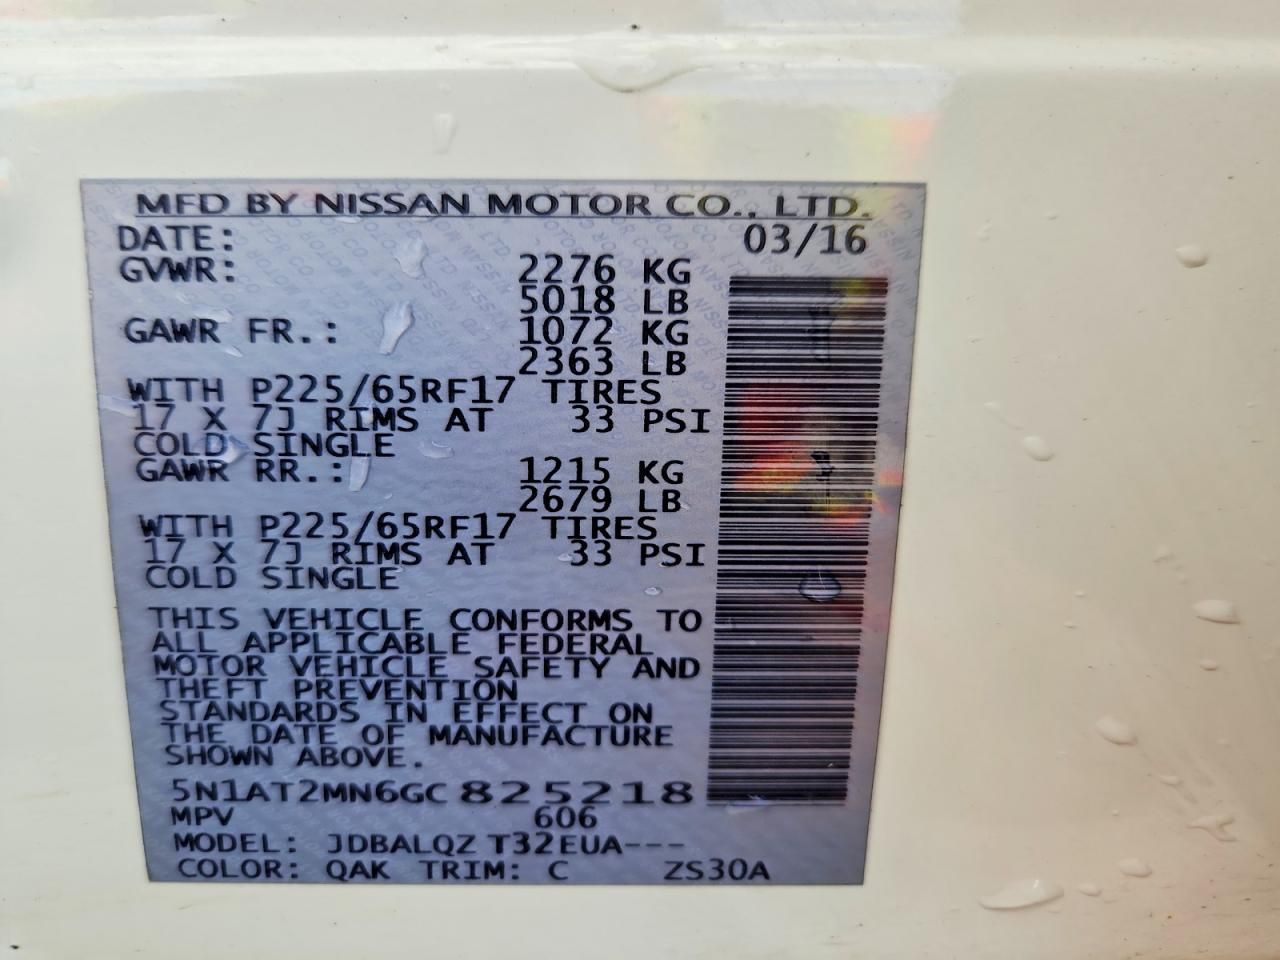 MFD BY NISSAN MOTOR CO., LTD.
DATE: 03/16
GVWR: 2276 KG
5018 LB
GAWR FR.: 1072 KG
2363 LB
WITH P225/65RF17 TIRES
17 X 7J RIMS AT 33 PSI
COLD SINGLE
GAWR RR.: 1215 KG
2679 LB
WITH P225/65RF17 TIRES
17 X 7J RIMS AT 33 PSI
COLD SINGLE
THIS VEHICLE CONFORMS TO
ALL APPLICABLE FEDERAL
MOTOR VEHICLE SAFETY AND
THEFT PREVENTION
STANDARDS IN EFFECT ON
THE DATE OF MANUFACTURE
SHOWN ABOVE.
5N1AT2MN6GC825218
MPV 606
MODEL: JDBALQZ T32EUA---
COLOR: QAK TRIM: C ZS30A